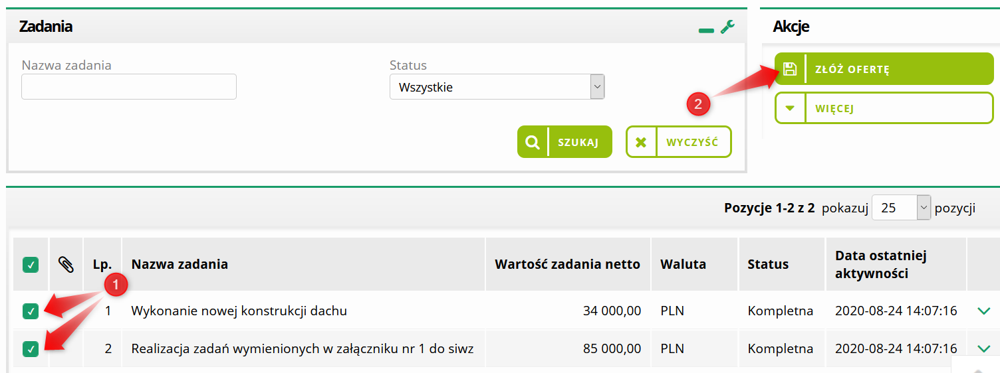 Zadania
Akcje
Nazwa zadania
Status
Wszystkie
ZŁÓŻ OFERTĘ
2
WIĘCEJ
SZUKAJ
WYCZYŚĆ
Pozycje 1-2 z 2 pokazuj 25 pozycji
Lp. Nazwa zadania Wartość zadania netto Waluta Status Data ostatniej aktywności
1
1 Wykonanie nowej konstrukcji dachu 34 000,00 PLN Kompletna 2020-08-24 14:07:16
2 Realizacja zadań wymienionych w załączniku nr 1 do siwz 85 000,00 PLN Kompletna 2020-08-24 14:07:16